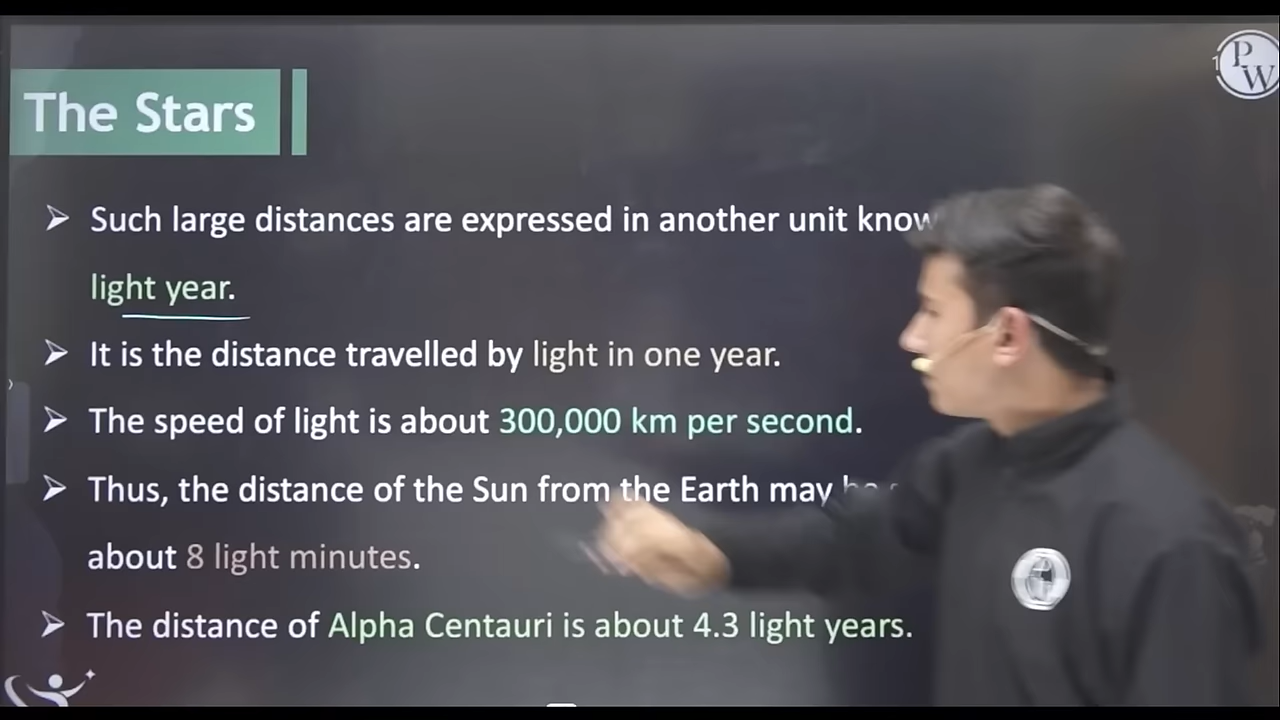 PW
The Stars
Such large distances are expressed in another unit know
light year.
It is the distance travelled by light in one year.
The speed of light is about 300,000 km per second.
Thus, the distance of the Sun from the Earth may
about 8 light minutes.
The distance of Alpha Centauri is about 4.3 light years.